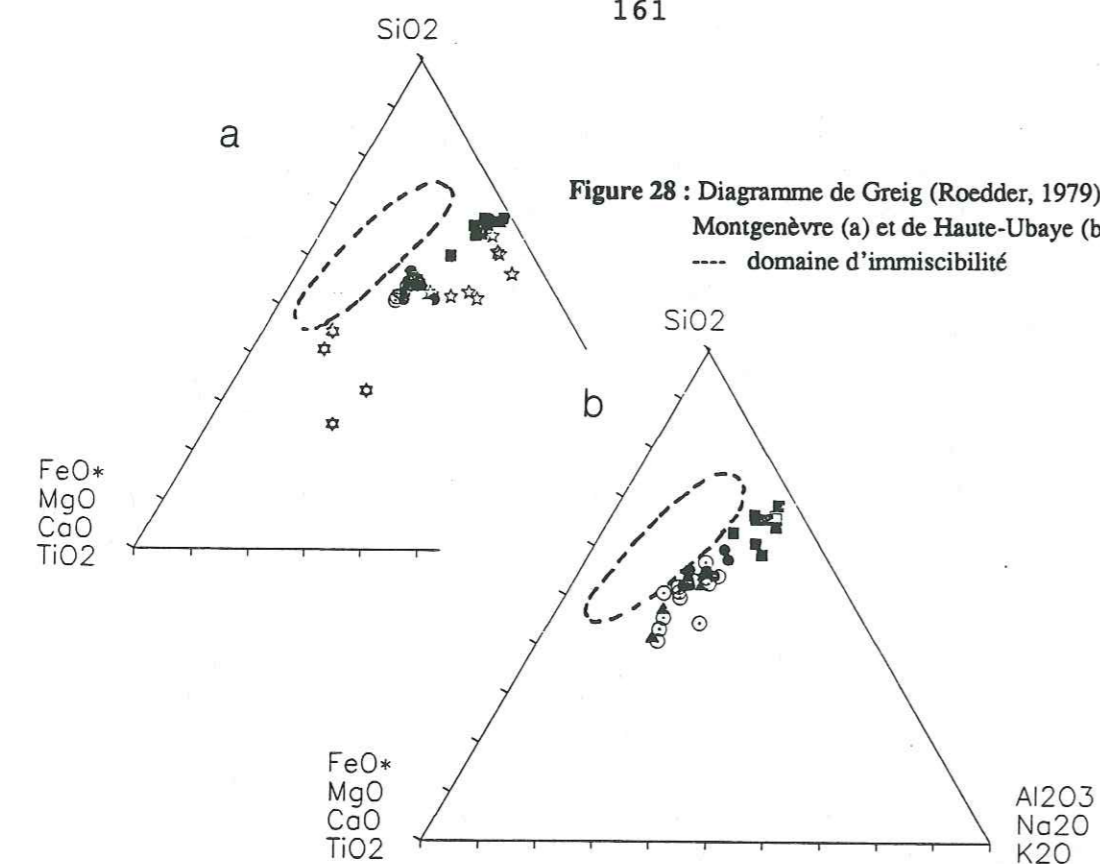 161
SiO2
a
Figure 28 : Diagramme de Greig (Roedder, 1979)
Montgenèvre (a) et de Haute-Ubaye (b
---- domaine d'immiscibilité
SiO2
b
FeO*
MgO
CaO
TiO2
FeO*
MgO
CaO
TiO2
Al2O3
Na2O
K2O